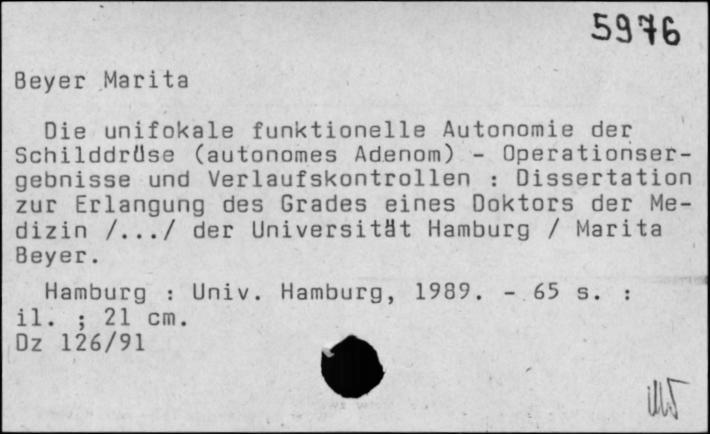 5976
Beyer Marita
Die unifokale funktionelle Autonomie der
Schilddrüse (autonomes Adenom) - Operationser-
gebnisse und Verlaufskontrollen : Dissertation
zur Erlangung des Grades eines Doktors der Me-
dizin /.../ der Universität Hamburg / Marita
Beyer.
Hamburg : Univ. Hamburg, 1989. - 65 s. :
il. ; 21 cm.
Dz 126/91